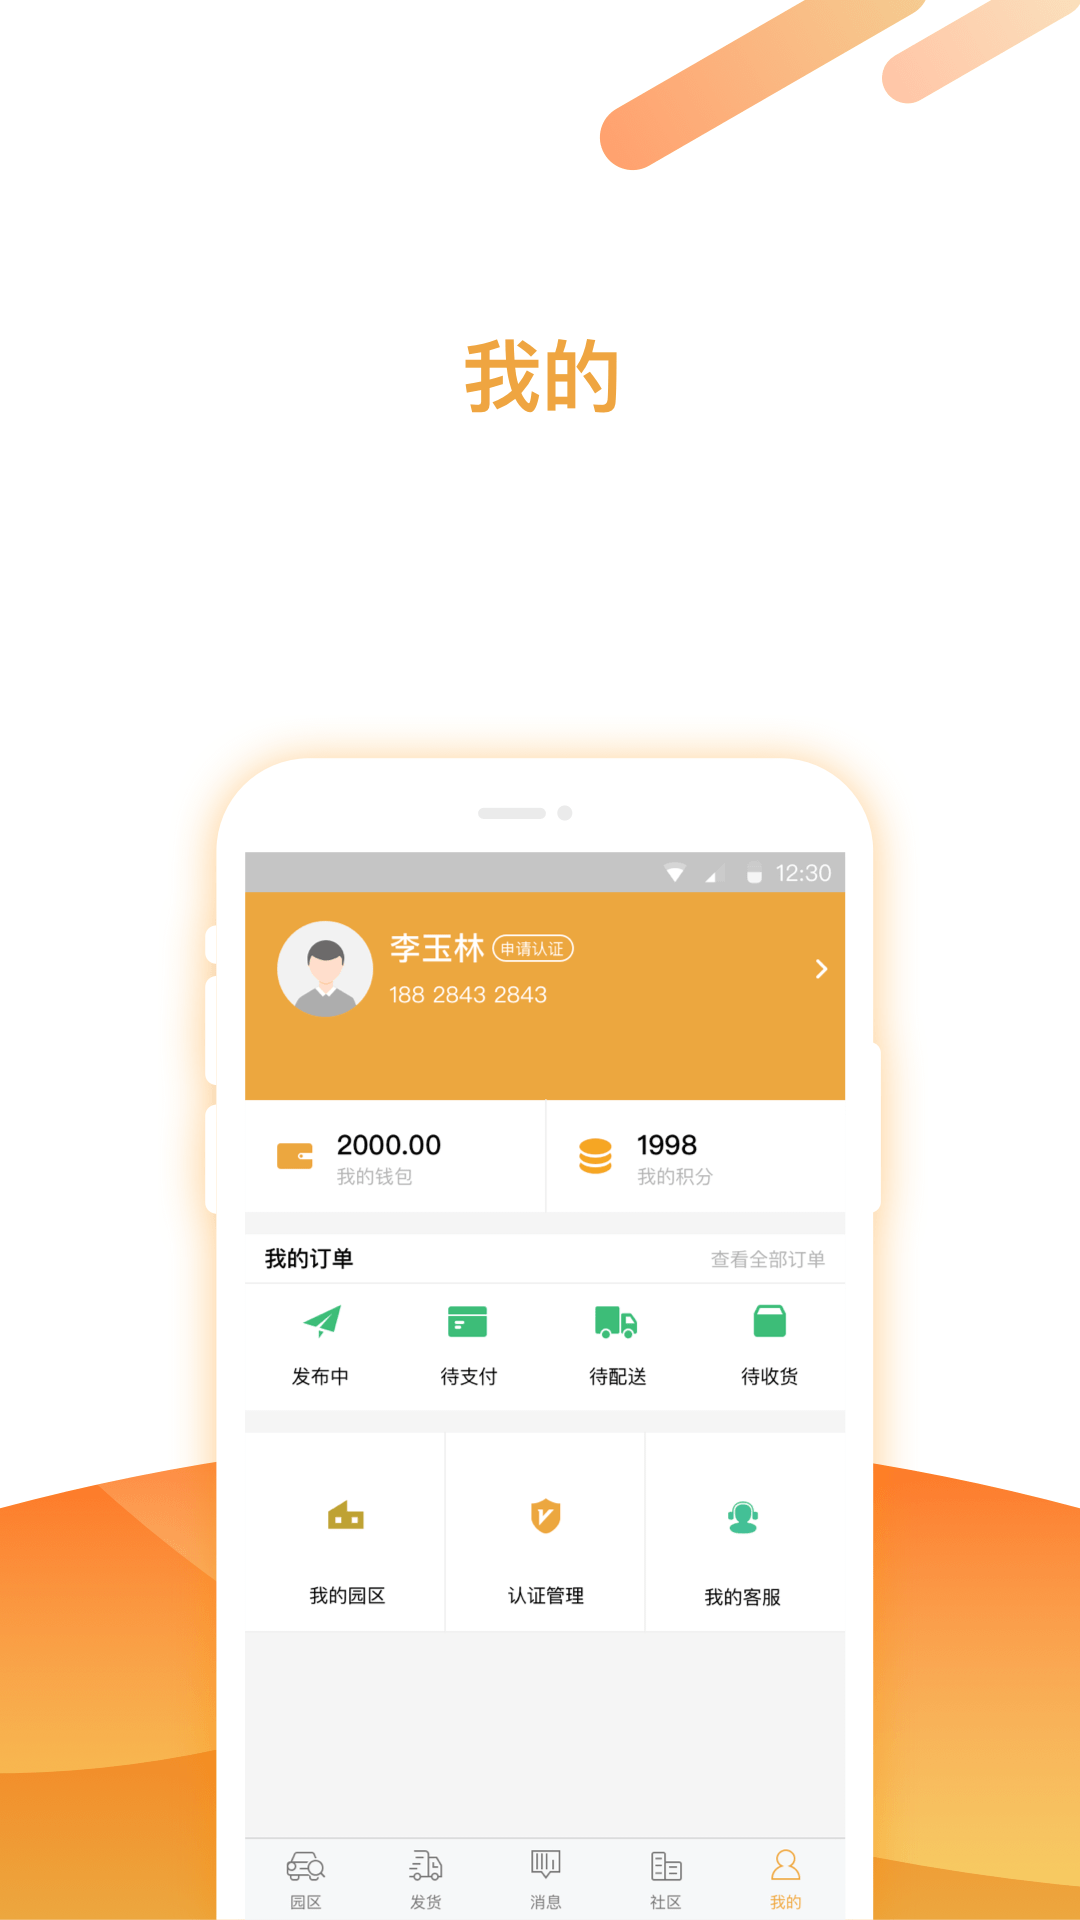 我的
12:30
李玉林 申请认证
188 2843 2843
2000.00
我的钱包
1998
我的积分
我的订单 查看全部订单
发布中 待支付 待配送 待收货
我的园区 认证管理 我的客服
园区 发货 消息 社区 我的